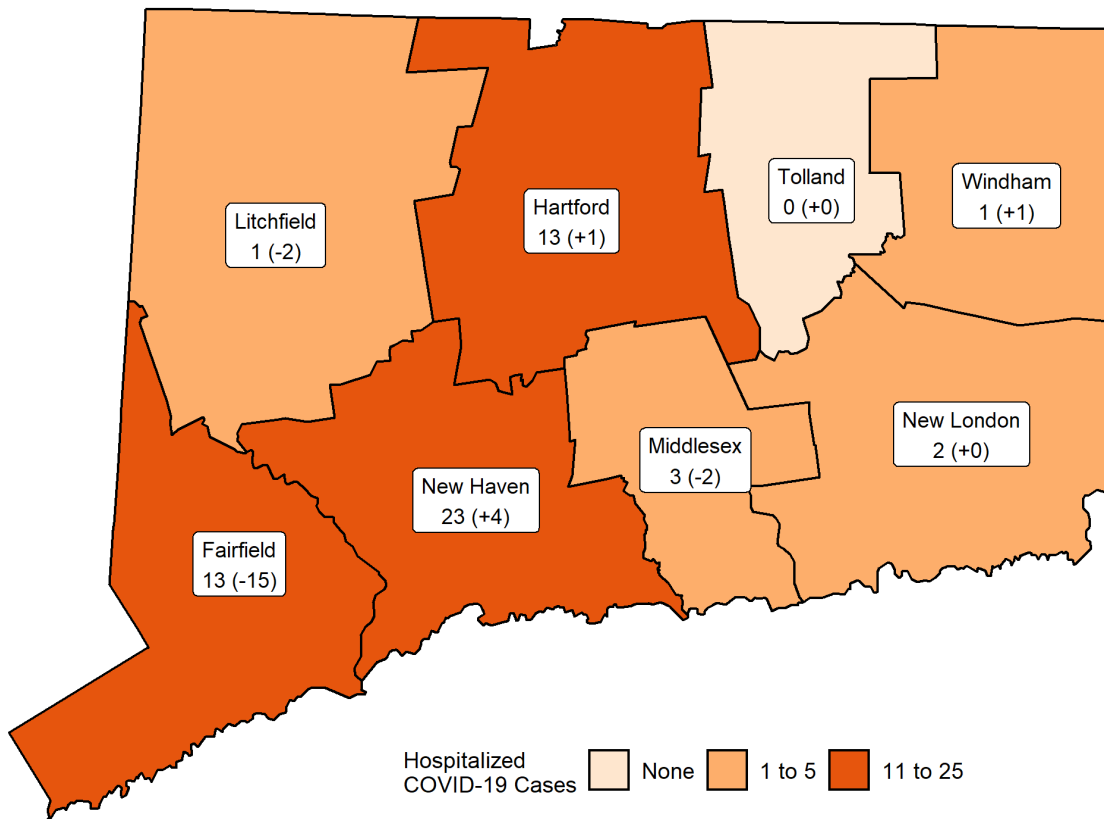 Litchfield
1 (-2)
Hartford
13 (+1)
Tolland
0 (+0)
Windham
1 (+1)
Fairfield
13 (-15)
New Haven
23 (+4)
Middlesex
3 (-2)
New London
2 (+0)
Hospitalized
COVID-19 Cases
None
1 to 5
11 to 25